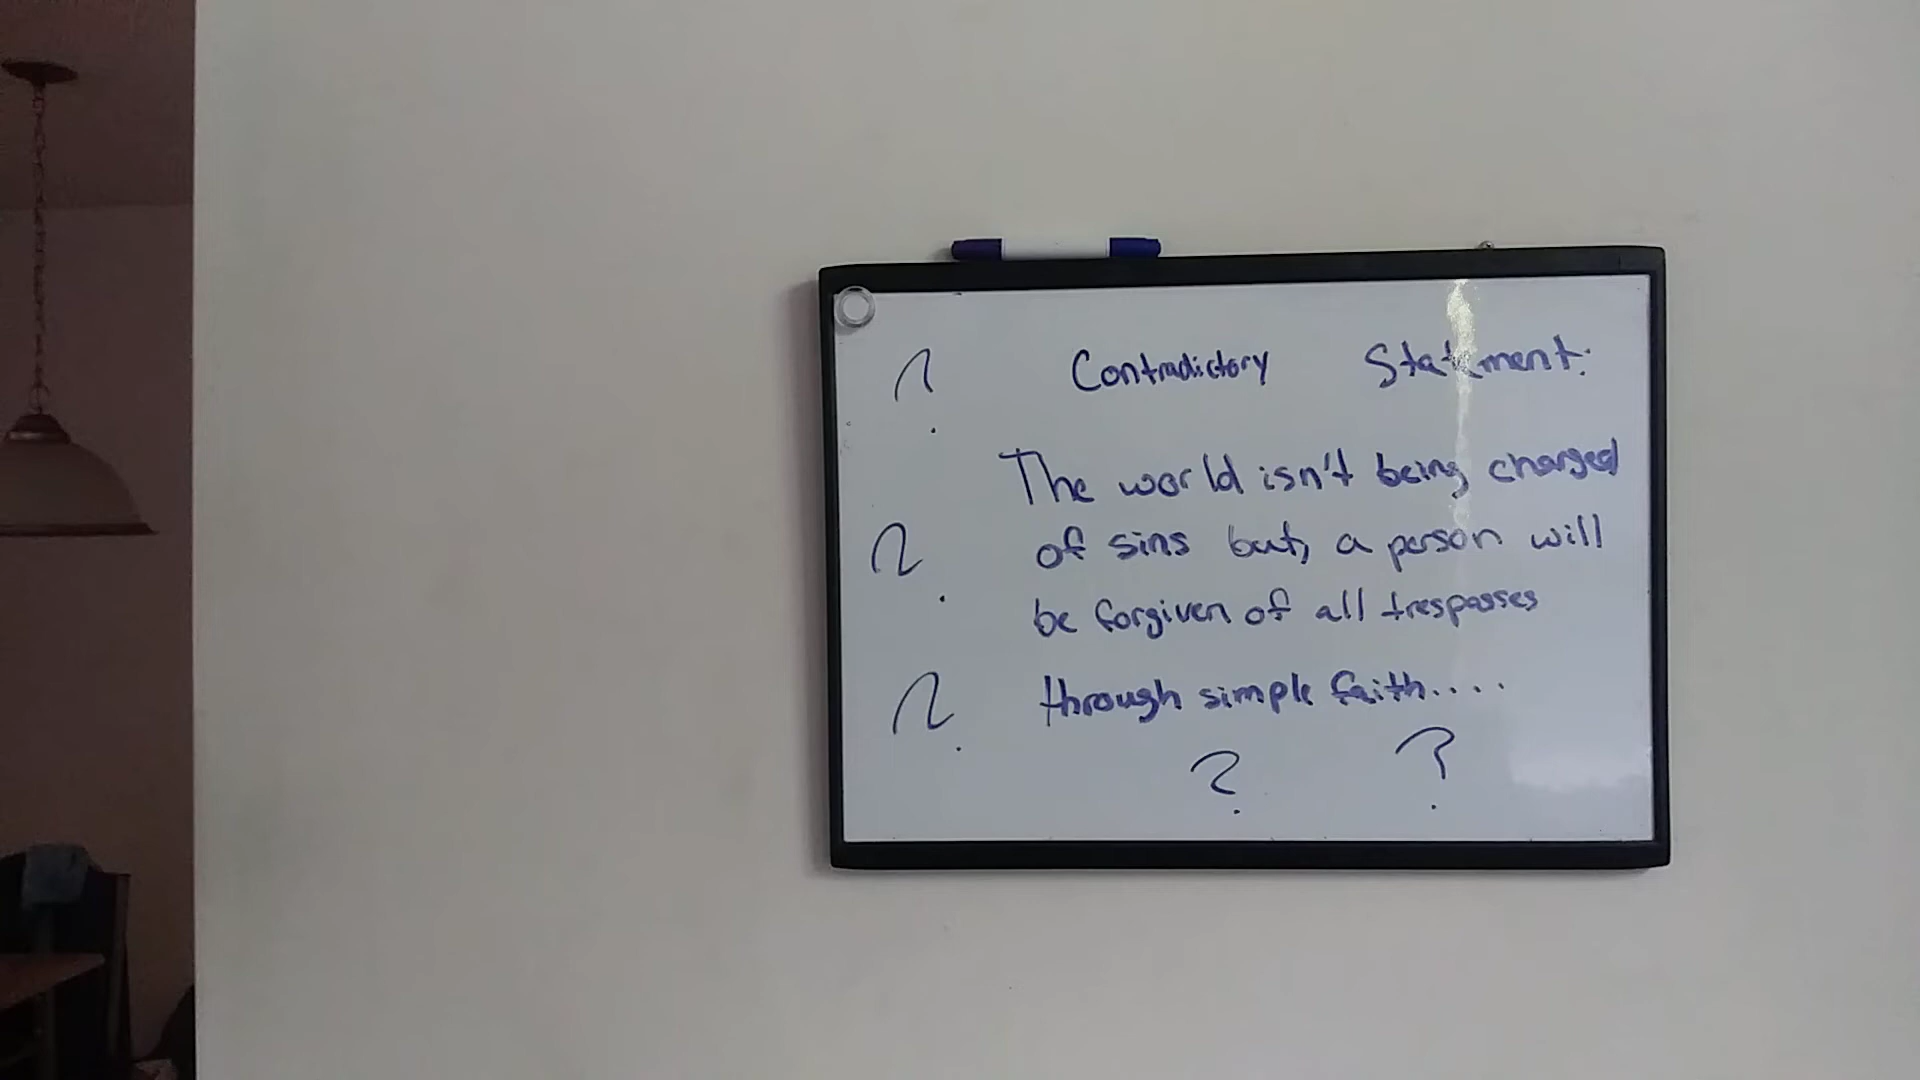 ? Contradictory Statement:
The world isn't being charged
? of sins but, a person will
be forgiven of all trespasses
? through simple faith....
? ?